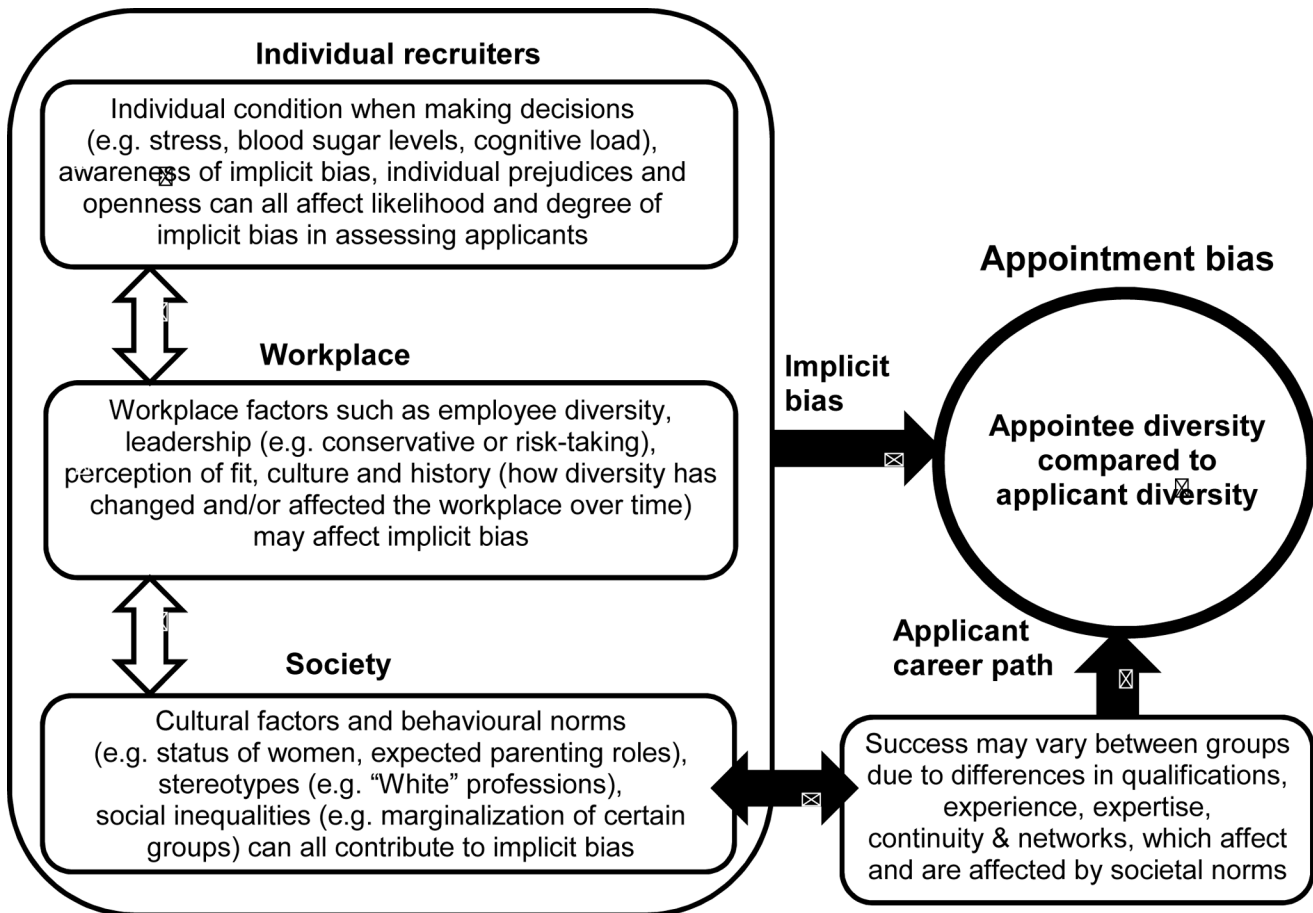 Individual recruiters
Individual condition when making decisions
(e.g. stress, blood sugar levels, cognitive load),
awareness of implicit bias, individual prejudices and
openness can all affect likelihood and degree of
implicit bias in assessing applicants
Workplace
Workplace factors such as employee diversity,
leadership (e.g. conservative or risk-taking),
perception of fit, culture and history (how diversity has
changed and/or affected the workplace over time)
may affect implicit bias
Society
Cultural factors and behavioural norms
(e.g. status of women, expected parenting roles),
stereotypes (e.g. “White” professions),
social inequalities (e.g. marginalization of certain
groups) can all contribute to implicit bias
Implicit
bias
Appointment bias
Appointee diversity
compared to
applicant diversity
Applicant
career path
Success may vary between groups
due to differences in qualifications,
experience, expertise,
continuity & networks, which affect
and are affected by societal norms